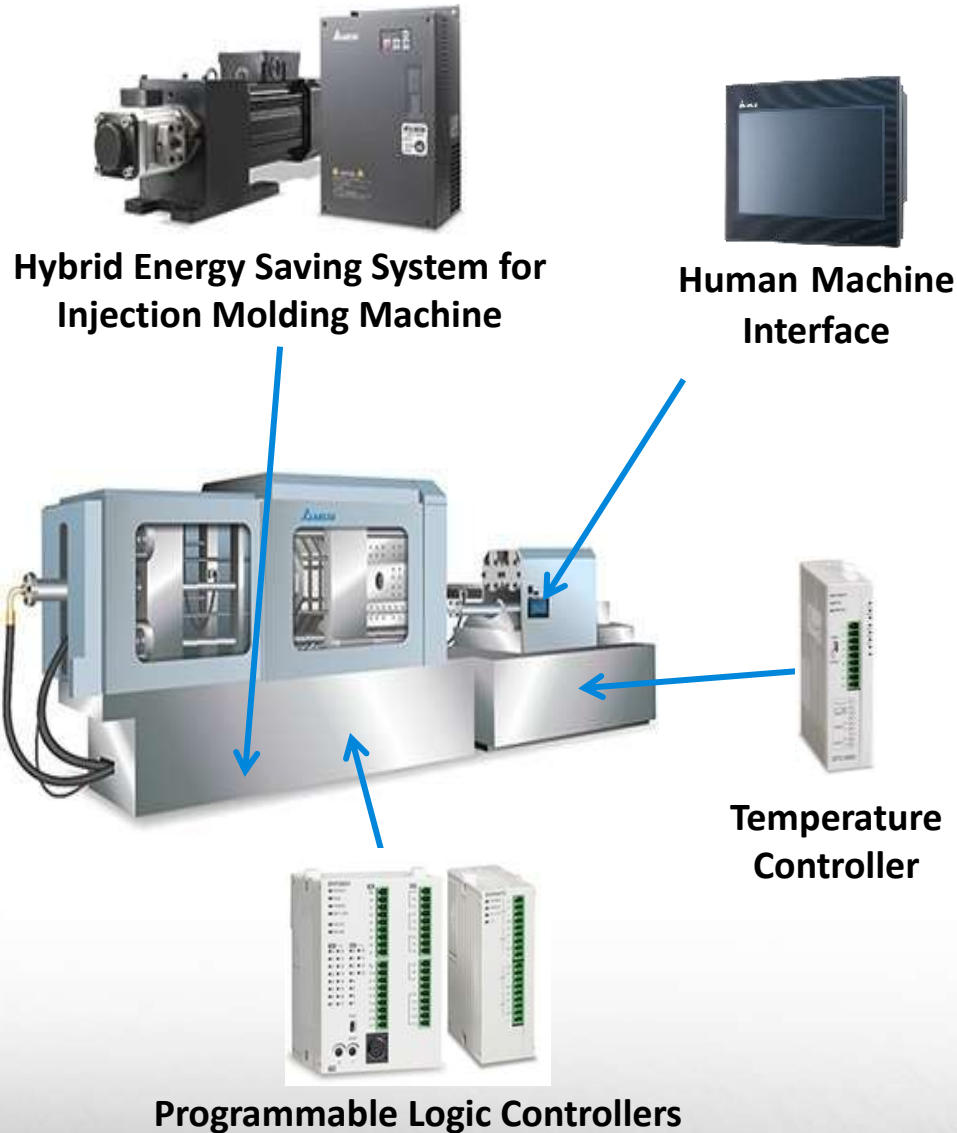 Hybrid Energy Saving System for
Injection Molding Machine
Human Machine
Interface
Temperature
Controller
Programmable Logic Controllers